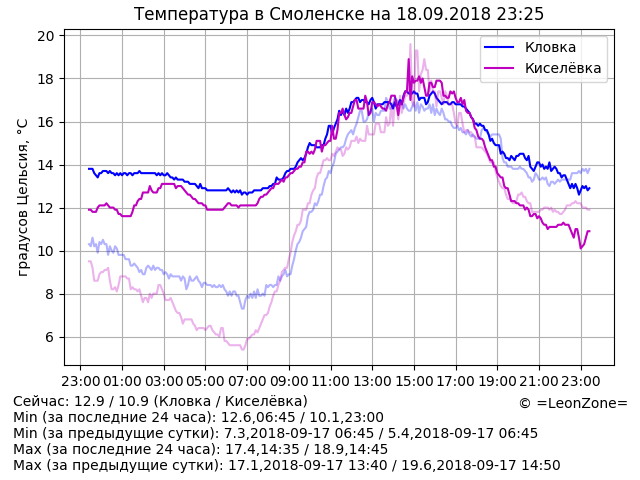 Температура в Смоленске на 18.09.2018 23:25
Кловка
Киселёвка
градусов Цельсия, °C
20
18
16
14
12
10
8
6
23:00 01:00 03:00 05:00 07:00 09:00 11:00 13:00 15:00 17:00 19:00 21:00 23:00
Сейчас: 12.9 / 10.9 (Кловка / Киселёвка)
© =LeonZone=
Min (за последние 24 часа): 12.6,06:45 / 10.1,23:00
Min (за предыдущие сутки): 7.3,2018-09-17 06:45 / 5.4,2018-09-17 06:45
Max (за последние 24 часа): 17.4,14:35 / 18.9,14:45
Max (за предыдущие сутки): 17.1,2018-09-17 13:40 / 19.6,2018-09-17 14:50